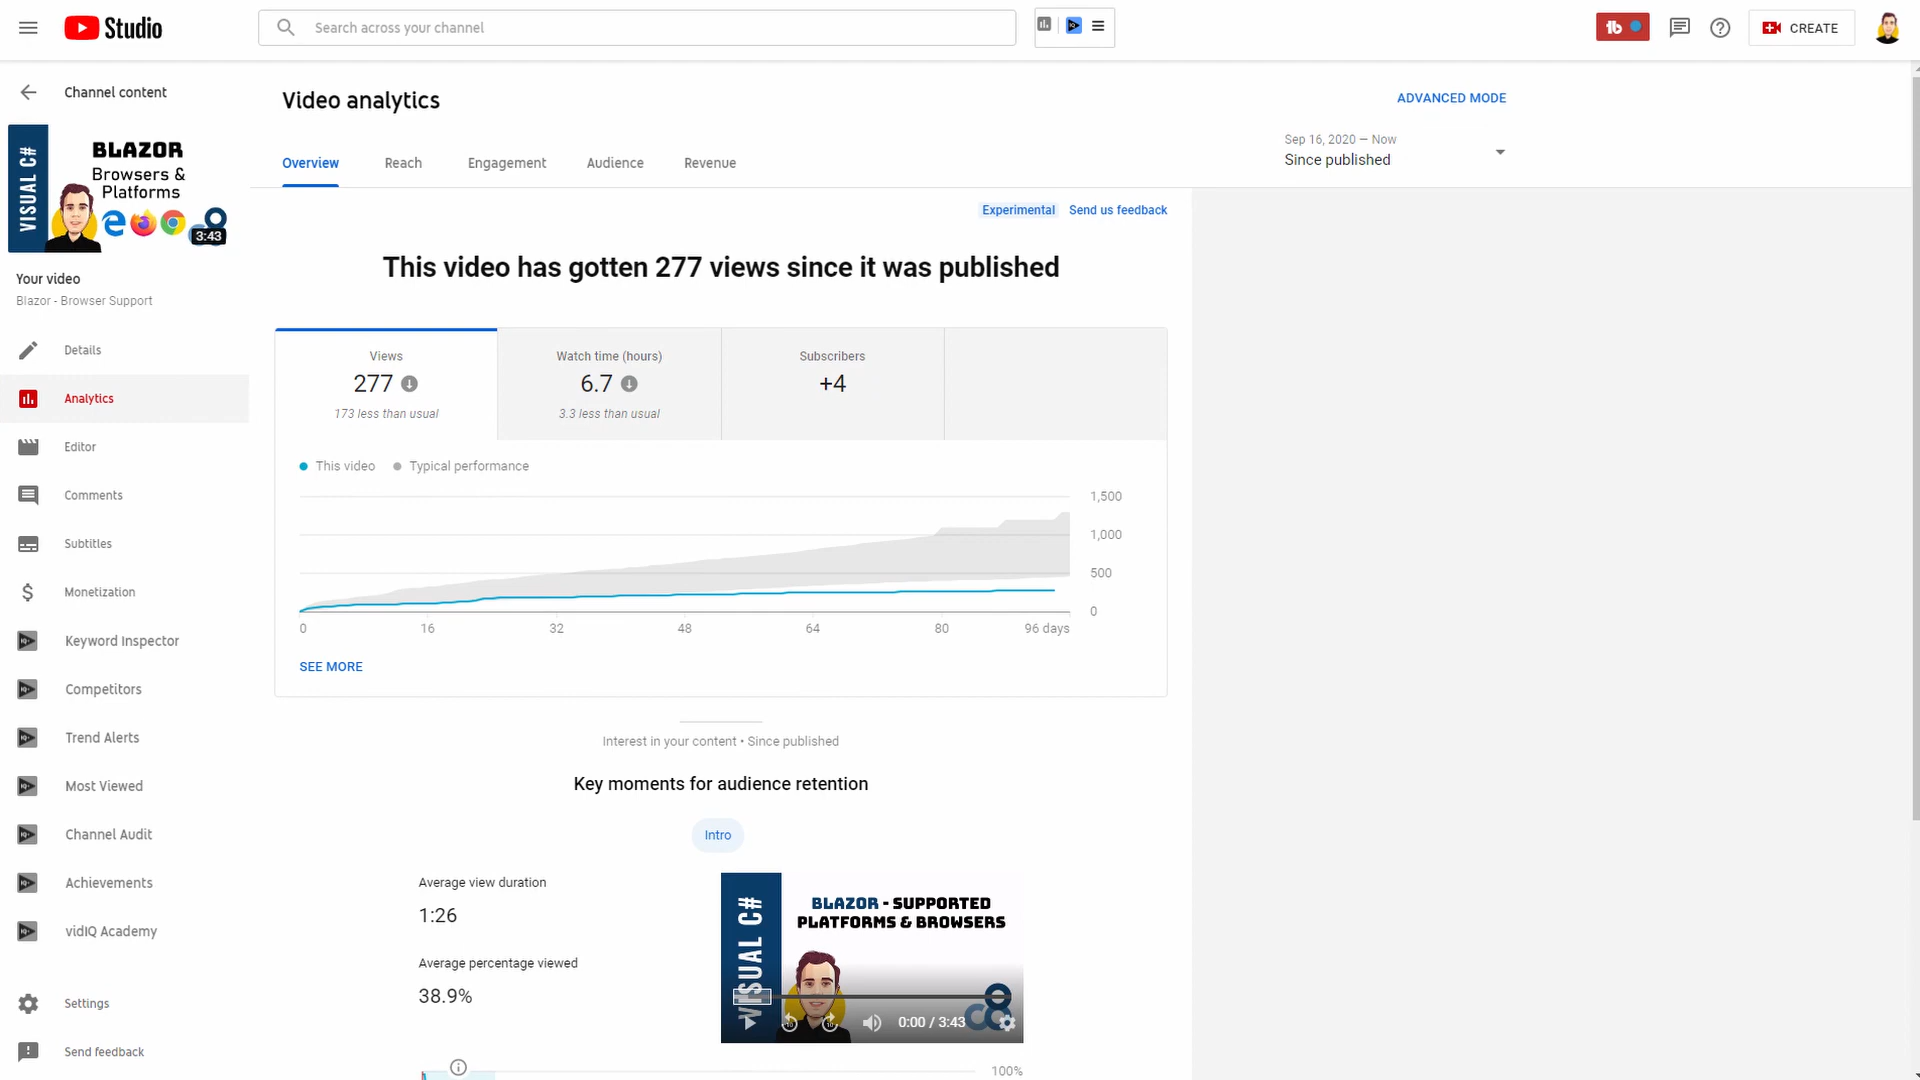 Studio
Search across your channel
CREATE
Channel content
VISUAL C#
BLAZOR
Browsers &
Platforms
3:43
Your video
Blazor - Browser Support
Details
Analytics
Editor
Comments
Subtitles
Monetization
Keyword Inspector
Competitors
Trend Alerts
Most Viewed
Channel Audit
Achievements
vidIQ Academy
Settings
Send feedback
Video analytics
ADVANCED MODE
Sep 16, 2020 – Now
Since published
Overview Reach Engagement Audience Revenue
Experimental Send us feedback
This video has gotten 277 views since it was published
Views
277
173 less than usual
Watch time (hours)
6.7
3.3 less than usual
Subscribers
+4
This video Typical performance
1,500
1,000
500
0
0 16 32 48 64 80 96 days
SEE MORE
Interest in your content • Since published
Key moments for audience retention
Intro
Average view duration
1:26
Average percentage viewed
38.9%
VISUAL C#
BLAZOR - SUPPORTED
PLATFORMS & BROWSERS
0:00 / 3:43
100%